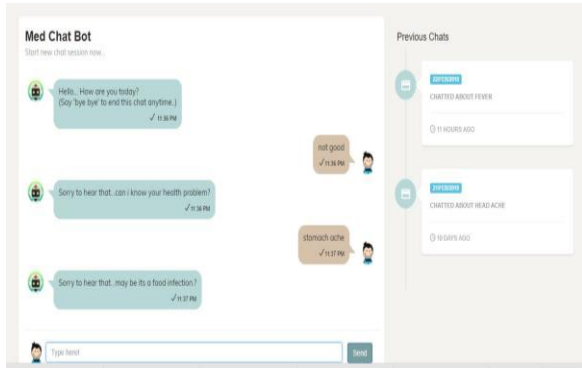 Med Chat Bot
Start new chat session now..
Hello.. How are you today?
(Say 'bye bye' to end this chat anytime.)
✓ 11:36 PM
not good
✓ 11:36 PM
Sorry to hear that..can i know your health problem?
✓ 11:36 PM
stomach ache
✓ 11:37 PM
Sorry to hear that..may be its a food infection?
✓ 11:37 PM
Type here!
Send
Previous Chats
CHATTED ABOUT FEVER
11 HOURS AGO
CHATTED ABOUT HEAD ACHE
10 DAYS AGO